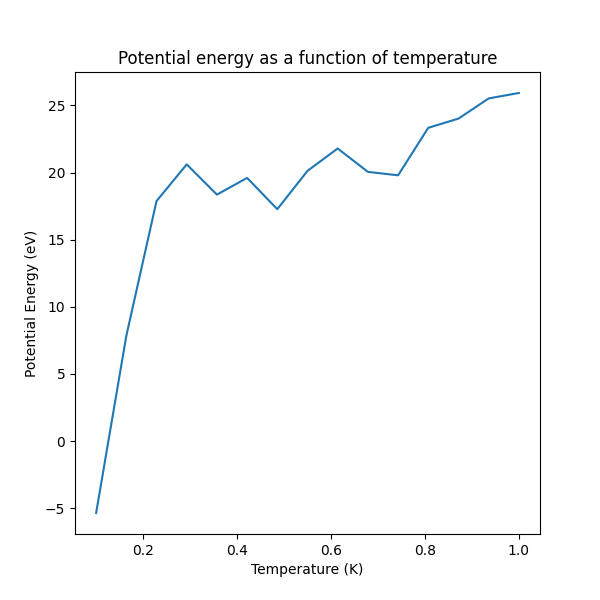 Potential energy as a function of temperature
Potential Energy (eV)
25
20
15
10
5
0
−5
0.2 0.4 0.6 0.8 1.0
Temperature (K)